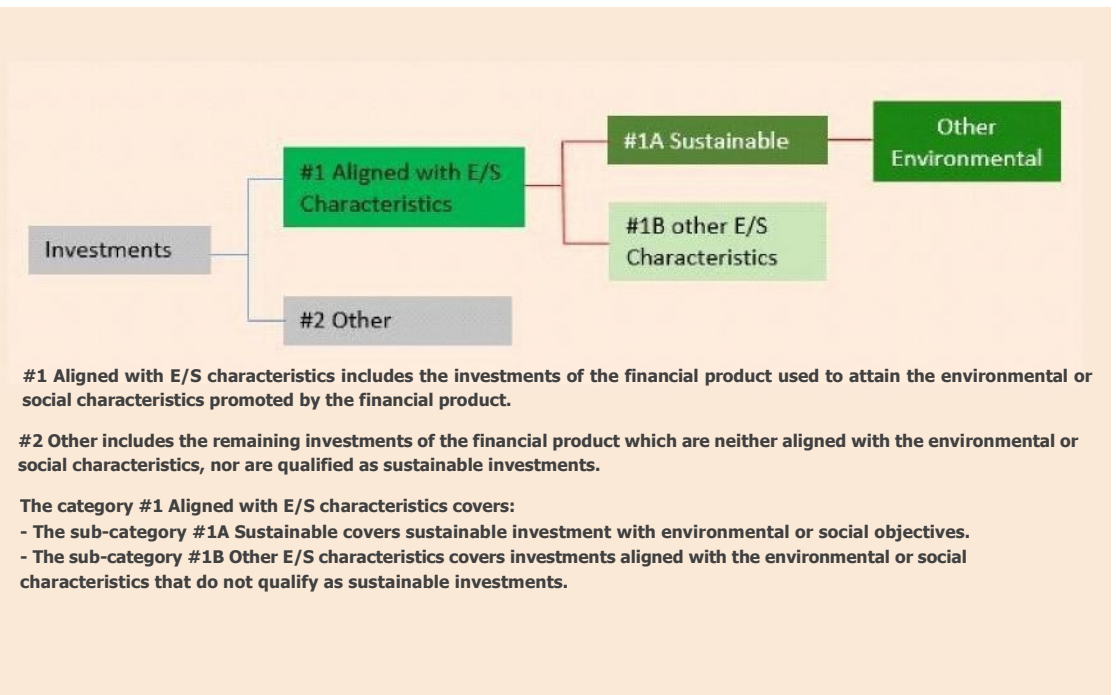 Other
Environmental
#1A Sustainable
#1 Aligned with E/S
Characteristics
#1B other E/S
Characteristics
Investments
#2 Other
#1 Aligned with E/S characteristics includes the investments of the financial product used to attain the environmental or
social characteristics promoted by the financial product.
#2 Other includes the remaining investments of the financial product which are neither aligned with the environmental or
social characteristics, nor are qualified as sustainable investments.
The category #1 Aligned with E/S characteristics covers:
- The sub-category #1A Sustainable covers sustainable investment with environmental or social objectives.
- The sub-category #1B Other E/S characteristics covers investments aligned with the environmental or social
characteristics that do not qualify as sustainable investments.